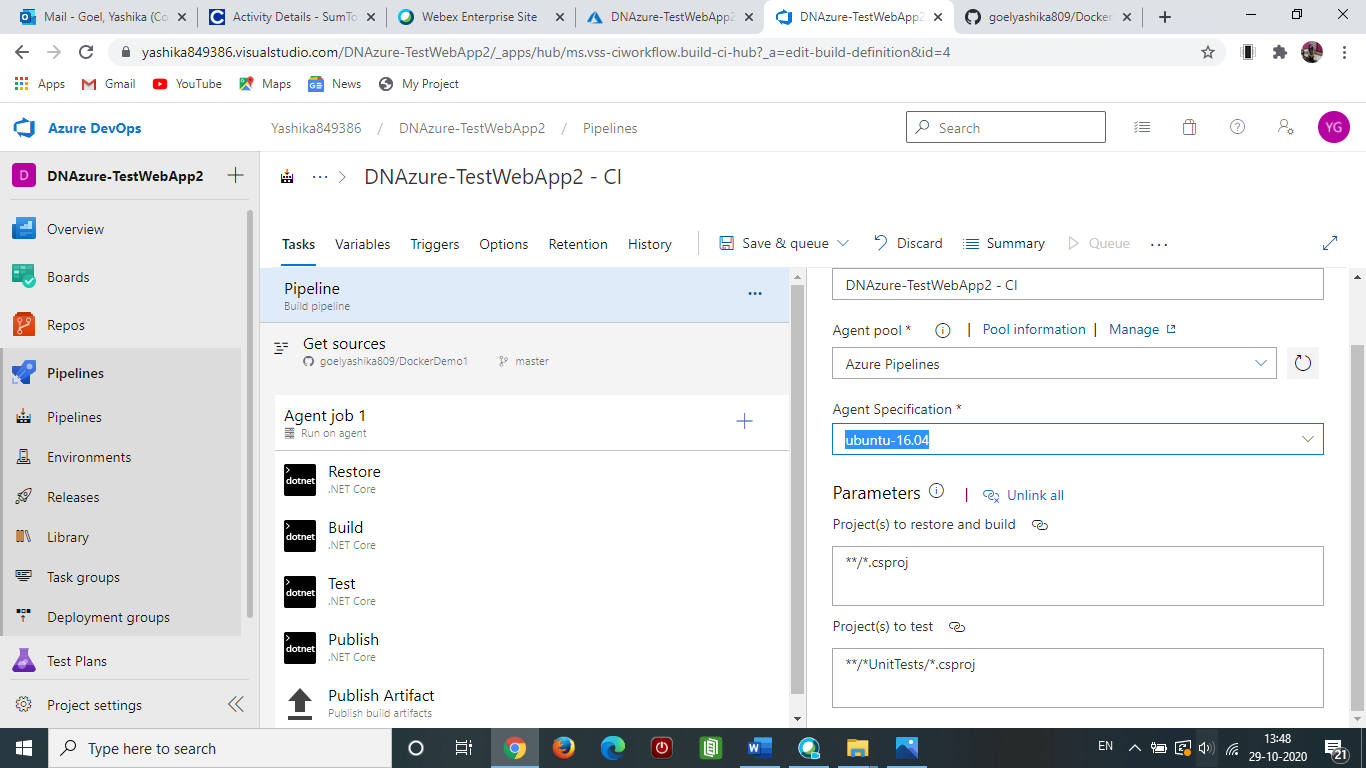 Mail - Goel, Yashika (Co
Activity Details - SumTo
Webex Enterprise Site
DNAzure-TestWebApp2
DNAzure-TestWebApp2
goelyashika809/Docker
yashika849386.visualstudio.com/DNAzure-TestWebApp2/_apps/hub/ms.vss-ciworkflow.build-ci-hub?_a=edit-build-definition&id=4
Apps
Gmail
YouTube
Maps
News
My Project
Azure DevOps
Yashika849386 / DNAzure-TestWebApp2 / Pipelines
Search
YG
D DNAzure-TestWebApp2
Overview
Boards
Repos
Pipelines
Pipelines
Environments
Releases
Library
Task groups
Deployment groups
Test Plans
Project settings
DNAzure-TestWebApp2 - CI
Tasks
Variables
Triggers
Options
Retention
History
Save & queue
Discard
Summary
Queue
Pipeline
Build pipeline
Get sources
goelyashika809/DockerDemo1
master
Agent job 1
Run on agent
dotnet
Restore
.NET Core
dotnet
Build
.NET Core
dotnet
Test
.NET Core
dotnet
Publish
.NET Core
Publish Artifact
Publish build artifacts
DNAzure-TestWebApp2 - CI
Agent pool * | Pool information | Manage
Azure Pipelines
Agent Specification *
ubuntu-16.04
Parameters | Unlink all
Project(s) to restore and build
**/*.csproj
Project(s) to test
**/*UnitTests/*.csproj
Type here to search
EN
13:48
29-10-2020
21